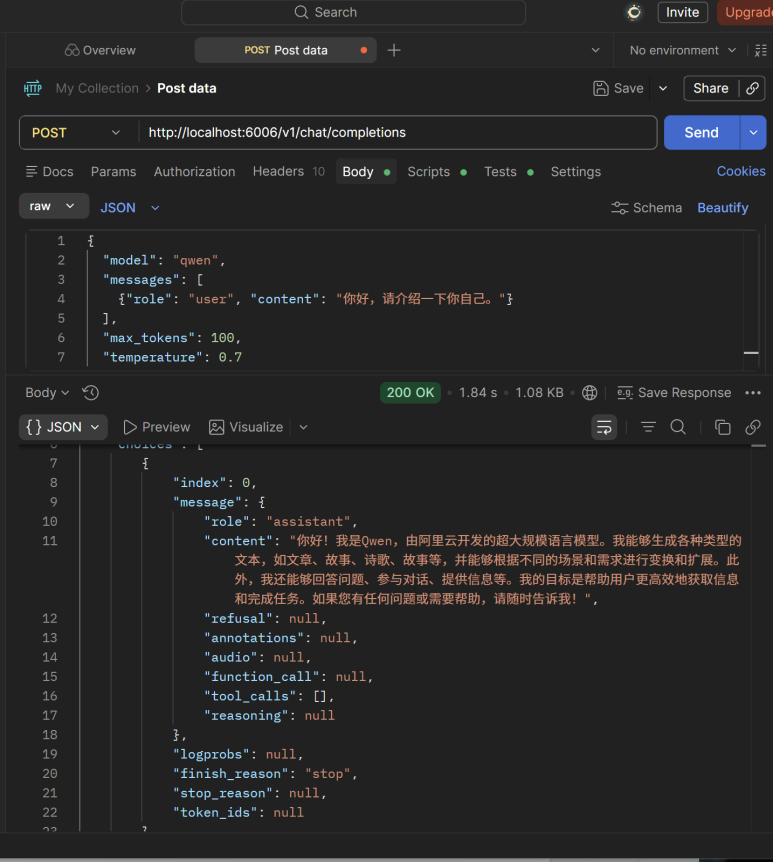 Search
Invite
Upgrade
Overview
POST Post data
No environment
HTTP My Collection > Post data
Save
Share
POST
http://localhost:6006/v1/chat/completions
Send
Docs Params Authorization Headers 10 Body Scripts Tests Settings Cookies
raw JSON Schema Beautify
1 {
2 "model": "qwen",
3 "messages": [
4 {"role": "user", "content": "你好，请介绍一下你自己。"}
5 ],
6 "max_tokens": 100,
7 "temperature": 0.7
Body 200 OK 1.84 s 1.08 KB e.g. Save Response
{} JSON Preview Visualize
6 "choices": [
7 {
8 "index": 0,
9 "message": {
10 "role": "assistant",
11 "content": "你好！我是Qwen，由阿里云开发的超大规模语言模型。我能够生成各种类型的
文本，如文章、故事、诗歌、故事等，并能够根据不同的场景和需求进行变换和扩展。此
外，我还能够回答问题、参与对话、提供信息等。我的目标是帮助用户更高效地获取信息
和完成任务。如果您有任何问题或需要帮助，请随时告诉我！",
12 "refusal": null,
13 "annotations": null,
14 "audio": null,
15 "function_call": null,
16 "tool_calls": [],
17 "reasoning": null
18 },
19 "logprobs": null,
20 "finish_reason": "stop",
21 "stop_reason": null,
22 "token_ids": null
23 }